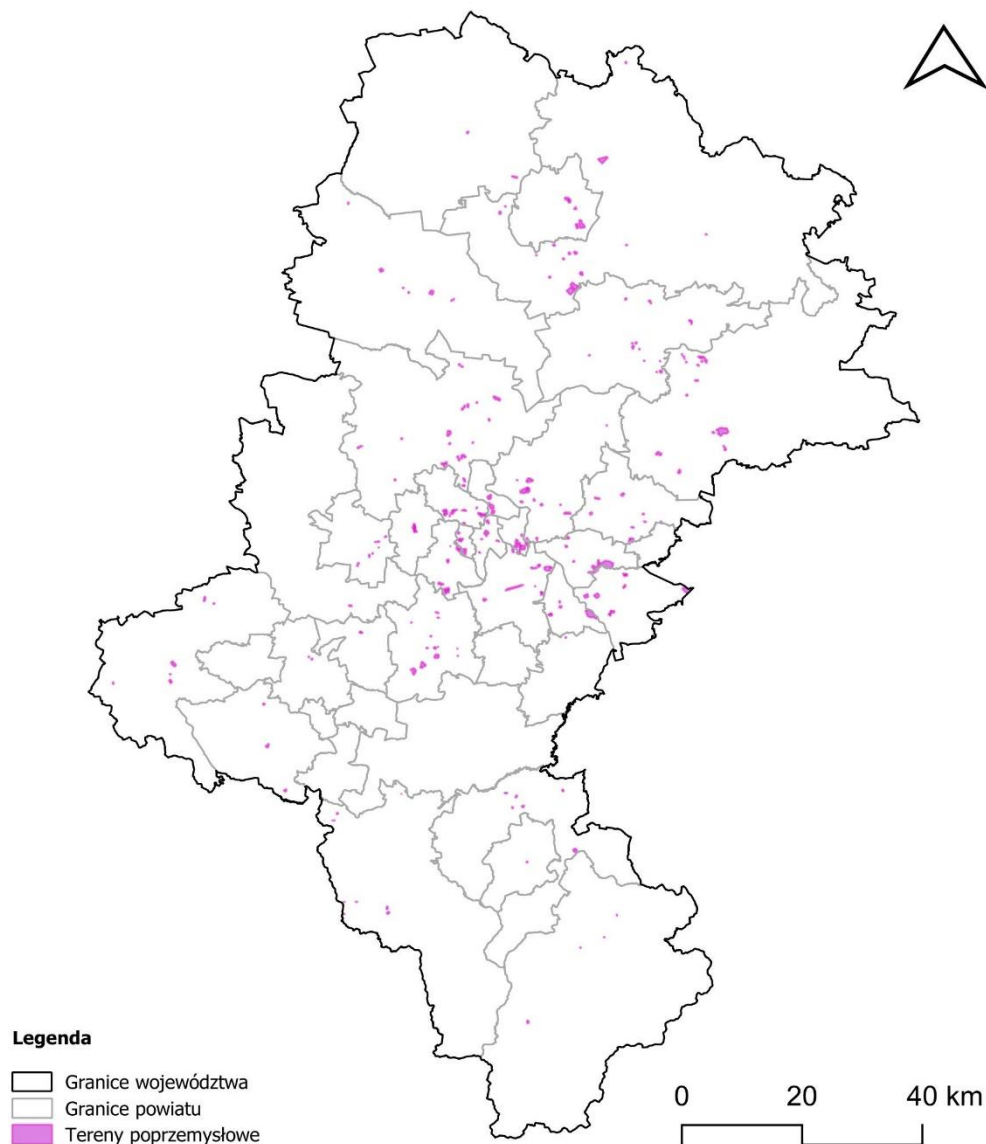 Legenda
Granice województwa
Granice powiatu
Tereny poprzemysłowe
0 20 40 km